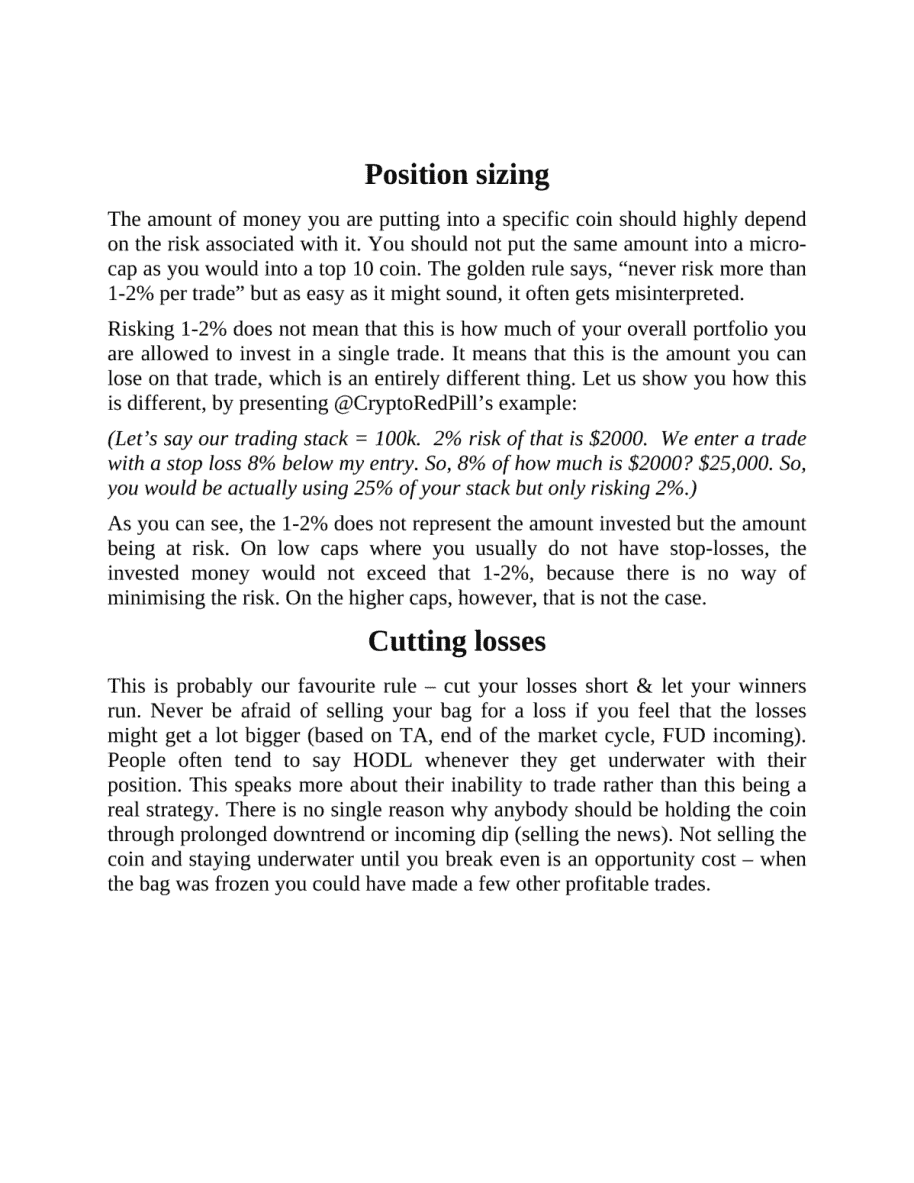 Position sizing
The amount of money you are putting into a specific coin should highly depend
on the risk associated with it. You should not put the same amount into a micro-
cap as you would into a top 10 coin. The golden rule says, “never risk more than
1-2% per trade” but as easy as it might sound, it often gets misinterpreted.
Risking 1-2% does not mean that this is how much of your overall portfolio you
are allowed to invest in a single trade. It means that this is the amount you can
lose on that trade, which is an entirely different thing. Let us show you how this
is different, by presenting @CryptoRedPill’s example:
(Let’s say our trading stack = 100k.  2% risk of that is $2000.  We enter a trade
with a stop loss 8% below my entry. So, 8% of how much is $2000? $25,000. So,
you would be actually using 25% of your stack but only risking 2%.)
As you can see, the 1-2% does not represent the amount invested but the amount
being at risk. On low caps where you usually do not have stop-losses, the
invested money would not exceed that 1-2%, because there is no way of
minimising the risk. On the higher caps, however, that is not the case.
Cutting losses
This is probably our favourite rule – cut your losses short & let your winners
run. Never be afraid of selling your bag for a loss if you feel that the losses
might get a lot bigger (based on TA, end of the market cycle, FUD incoming).
People often tend to say HODL whenever they get underwater with their
position. This speaks more about their inability to trade rather than this being a
real strategy. There is no single reason why anybody should be holding the coin
through prolonged downtrend or incoming dip (selling the news). Not selling the
coin and staying underwater until you break even is an opportunity cost – when
the bag was frozen you could have made a few other profitable trades.